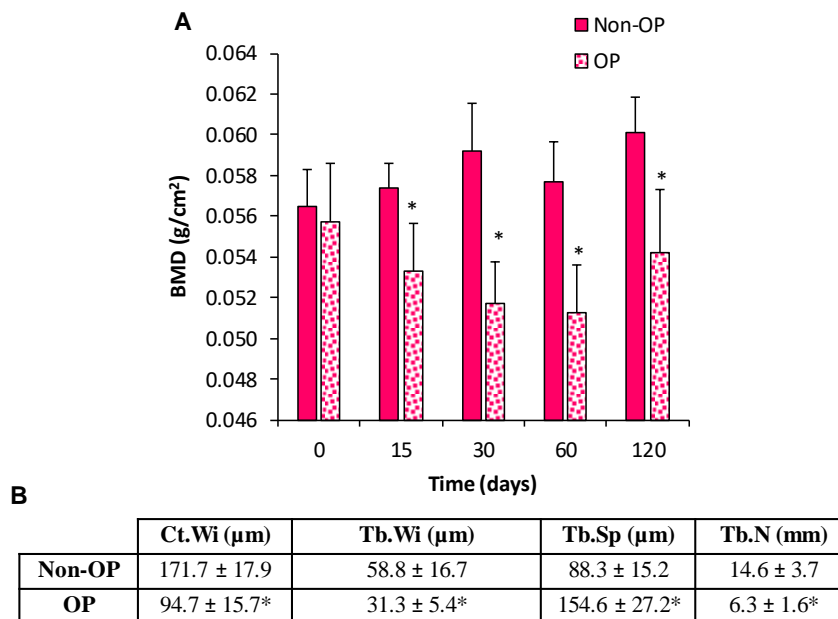 A
Non-OP
OP
0.064
0.062
0.060
0.058
0.056
0.054
0.052
0.050
0.048
0.046
BMD (g/cm²)
* * * *
0 15 30 60 120
Time (days)
B
Ct.Wi (µm) Tb.Wi (µm) Tb.Sp (µm) Tb.N (mm)
Non-OP 171.7 ± 17.9 58.8 ± 16.7 88.3 ± 15.2 14.6 ± 3.7
OP 94.7 ± 15.7* 31.3 ± 5.4* 154.6 ± 27.2* 6.3 ± 1.6*